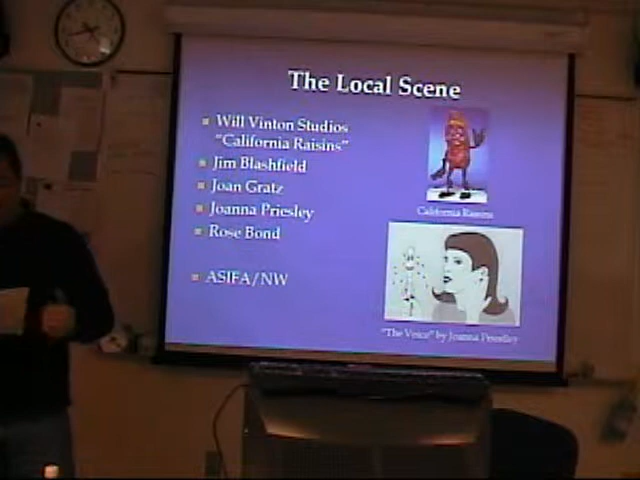 The Local Scene
Will Vinton Studios
"California Raisins"
Jim Blashfield
Joan Gratz
Joanna Priesley
Rose Bond
ASIFA/NW
California Raisins
"The Voice" by Joanna Priestley